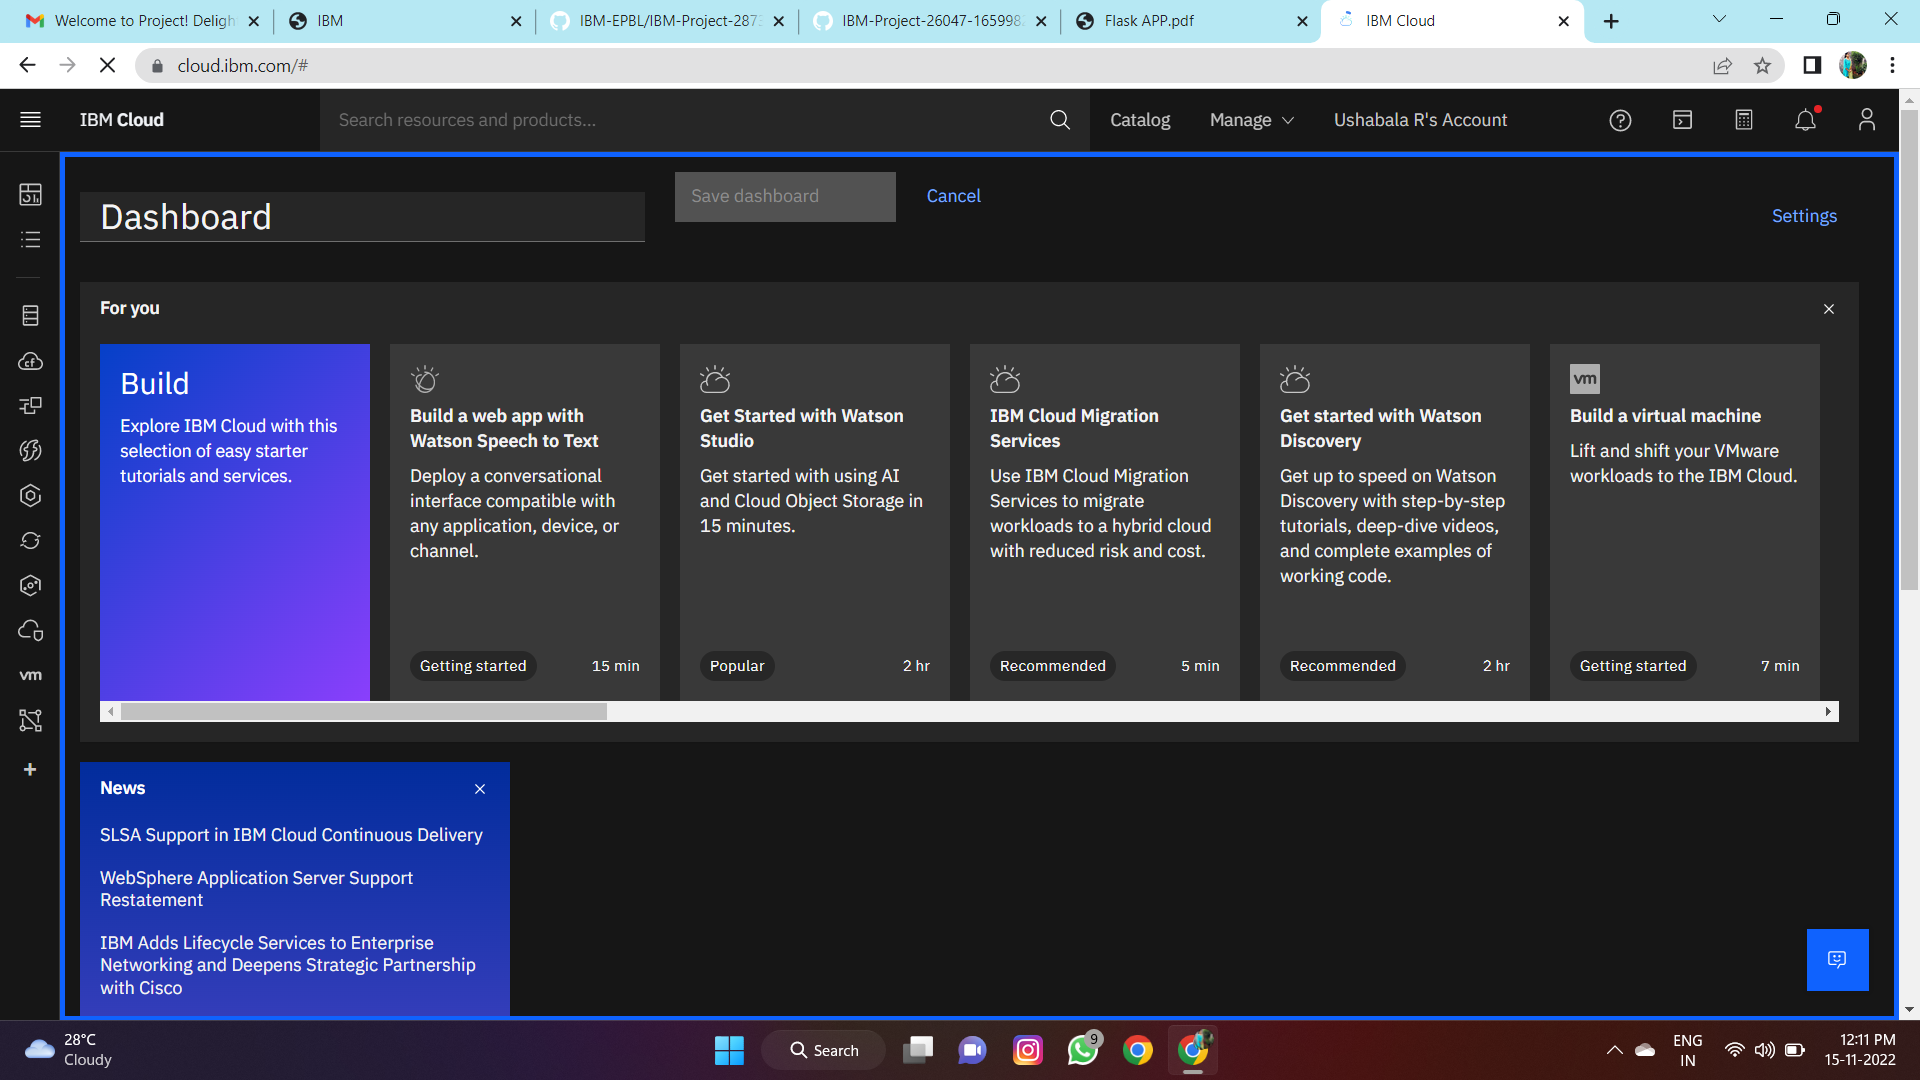 Welcome to Project! Deligh
IBM
IBM-EPBL/IBM-Project-287
IBM-Project-26047-165998
Flask APP.pdf
IBM Cloud
cloud.ibm.com/#
IBM Cloud
Search resources and products...
Catalog
Manage
Ushabala R's Account
Dashboard
Save dashboard
Cancel
Settings
For you
Build
Explore IBM Cloud with this
selection of easy starter
tutorials and services.
Build a web app with
Watson Speech to Text
Deploy a conversational
interface compatible with
any application, device, or
channel.
Getting started
15 min
Get Started with Watson
Studio
Get started with using AI
and Cloud Object Storage in
15 minutes.
Popular
2 hr
IBM Cloud Migration
Services
Use IBM Cloud Migration
Services to migrate
workloads to a hybrid cloud
with reduced risk and cost.
Recommended
5 min
Get started with Watson
Discovery
Get up to speed on Watson
Discovery with step-by-step
tutorials, deep-dive videos,
and complete examples of
working code.
Recommended
2 hr
vm
Build a virtual machine
Lift and shift your VMware
workloads to the IBM Cloud.
Getting started
7 min
cf
vm
News
SLSA Support in IBM Cloud Continuous Delivery
WebSphere Application Server Support
Restatement
IBM Adds Lifecycle Services to Enterprise
Networking and Deepens Strategic Partnership
with Cisco
28°C
Cloudy
Search
9
ENG
IN
12:11 PM
15-11-2022